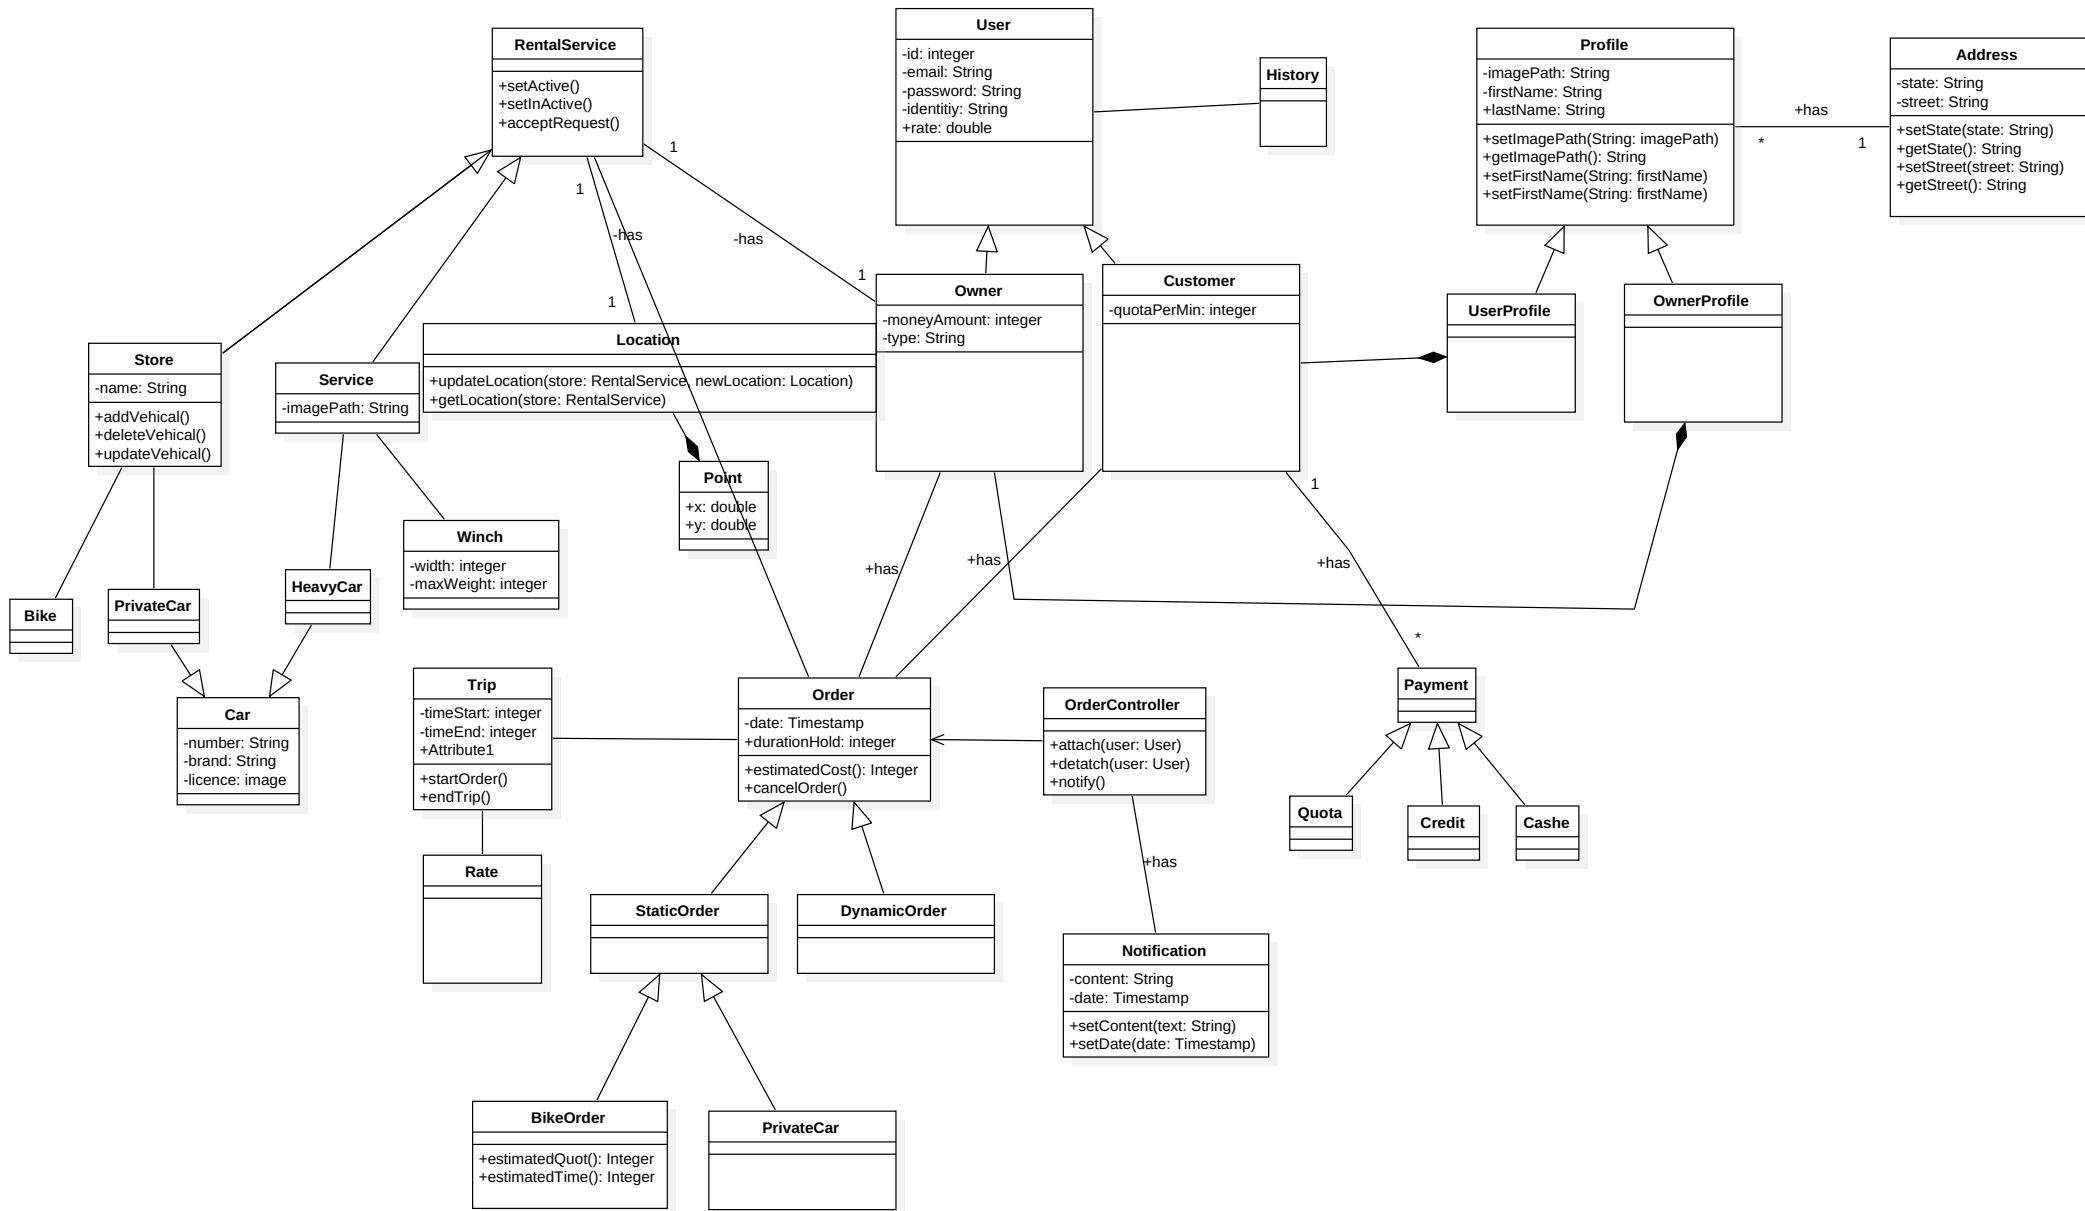 RentalService
+setActive()
+setInActive()
+acceptRequest()
User
-id: integer
-email: String
-password: String
-identitiy: String
+rate: double
History
Profile
-imagePath: String
-firstName: String
+lastName: String
+setImagePath(String: imagePath)
+getImagePath(): String
+setFirstName(String: firstName)
+setFirstName(String: firstName)
+has
*
1
Address
-state: String
-street: String
+setState(state: String)
+getState(): String
+setStreet(street: String)
+getStreet(): String
1
1
-has
-has
1
1
Store
-name: String
+addVehical()
+deleteVehical()
+updateVehical()
Service
-imagePath: String
Location
+updateLocation(store: RentalService, newLocation: Location)
+getLocation(store: RentalService)
Owner
-moneyAmount: integer
-type: String
Customer
-quotaPerMin: integer
UserProfile
OwnerProfile
Point
+x: double
+y: double
Winch
-width: integer
-maxWeight: integer
Bike
PrivateCar
HeavyCar
+has
+has
1
+has
*
Car
-number: String
-brand: String
-licence: image
Trip
-timeStart: integer
-timeEnd: integer
+Attribute1
+startOrder()
+endTrip()
Order
-date: Timestamp
+durationHold: integer
+estimatedCost(): Integer
+cancelOrder()
OrderController
+attach(user: User)
+detatch(user: User)
+notify()
Payment
Quota
Credit
Cashe
Rate
StaticOrder
DynamicOrder
+has
Notification
-content: String
-date: Timestamp
+setContent(text: String)
+setDate(date: Timestamp)
BikeOrder
+estimatedQuot(): Integer
+estimatedTime(): Integer
PrivateCar